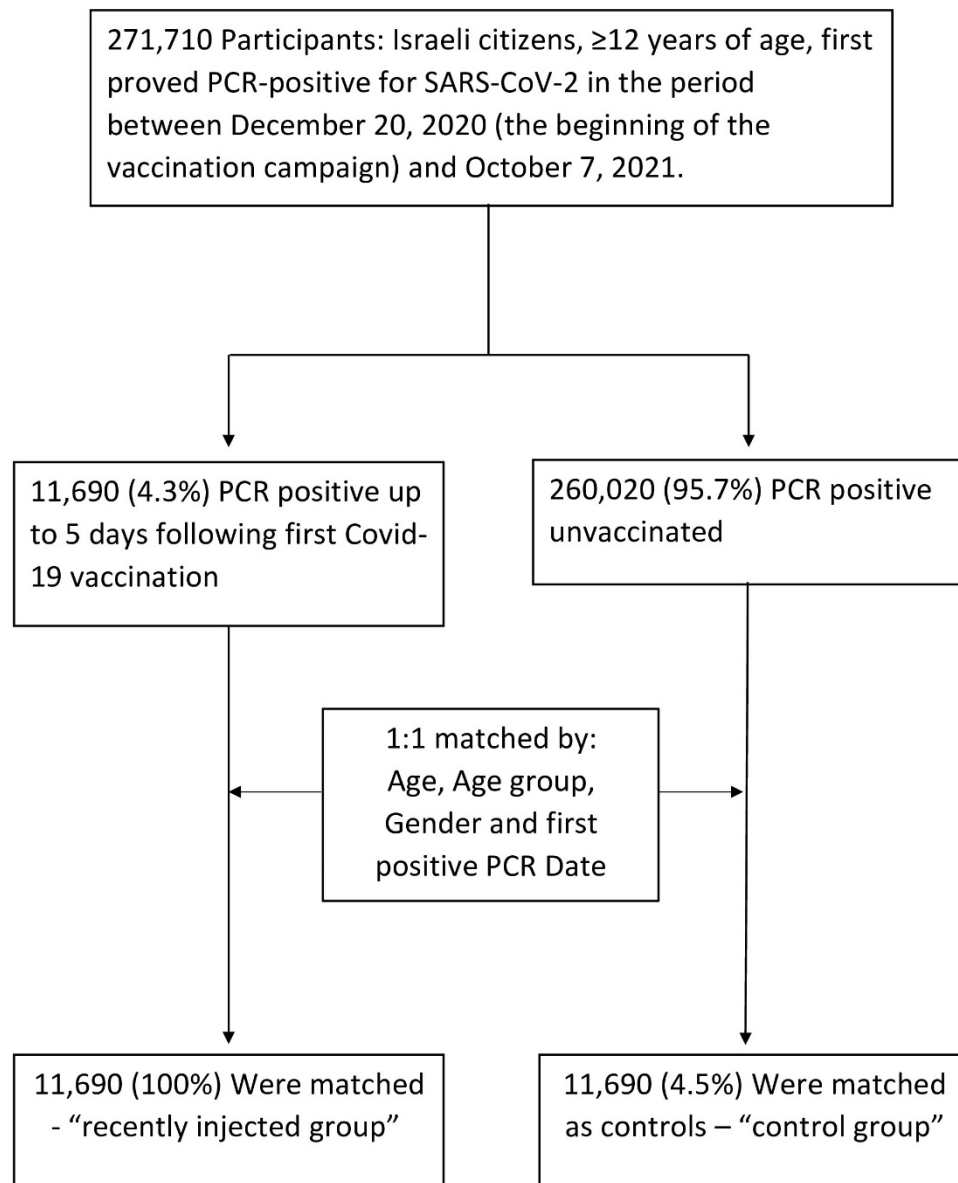 271,710 Participants: Israeli citizens, ≥12 years of age, first
proved PCR-positive for SARS-CoV-2 in the period
between December 20, 2020 (the beginning of the
vaccination campaign) and October 7, 2021.
11,690 (4.3%) PCR positive up
to 5 days following first Covid-
19 vaccination
260,020 (95.7%) PCR positive
unvaccinated
1:1 matched by:
Age, Age group,
Gender and first
positive PCR Date
11,690 (100%) Were matched
- “recently injected group”
11,690 (4.5%) Were matched
as controls – “control group”